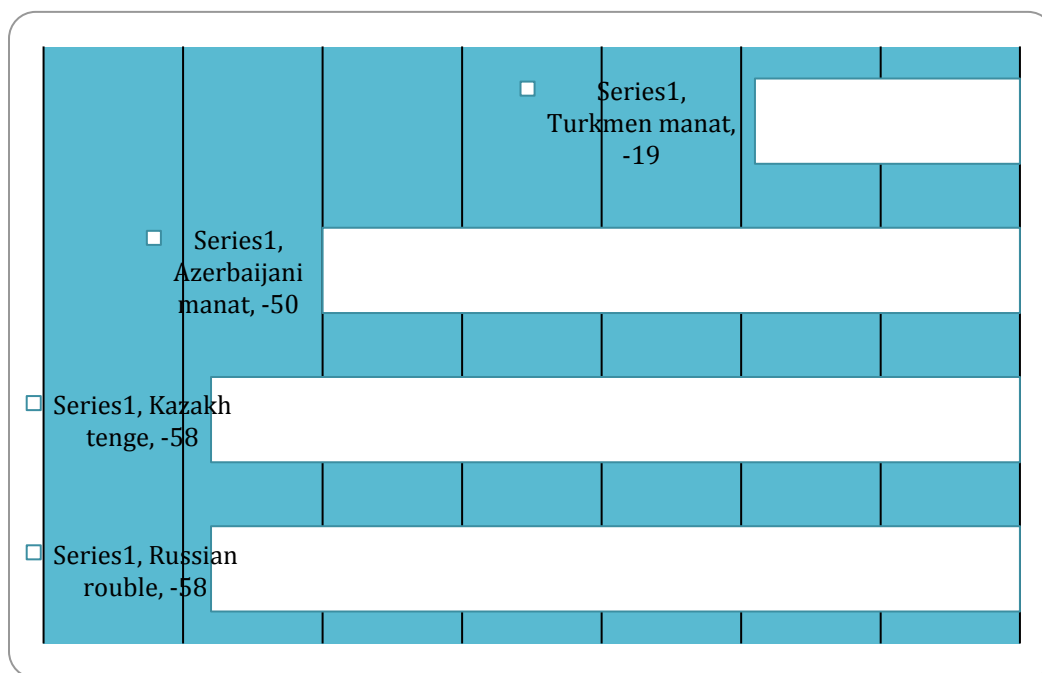 Series1,
Turkmen manat,
-19
Series1,
Azerbaijani
manat, -50
Series1, Kazakh
tenge, -58
Series1, Russian
rouble, -58